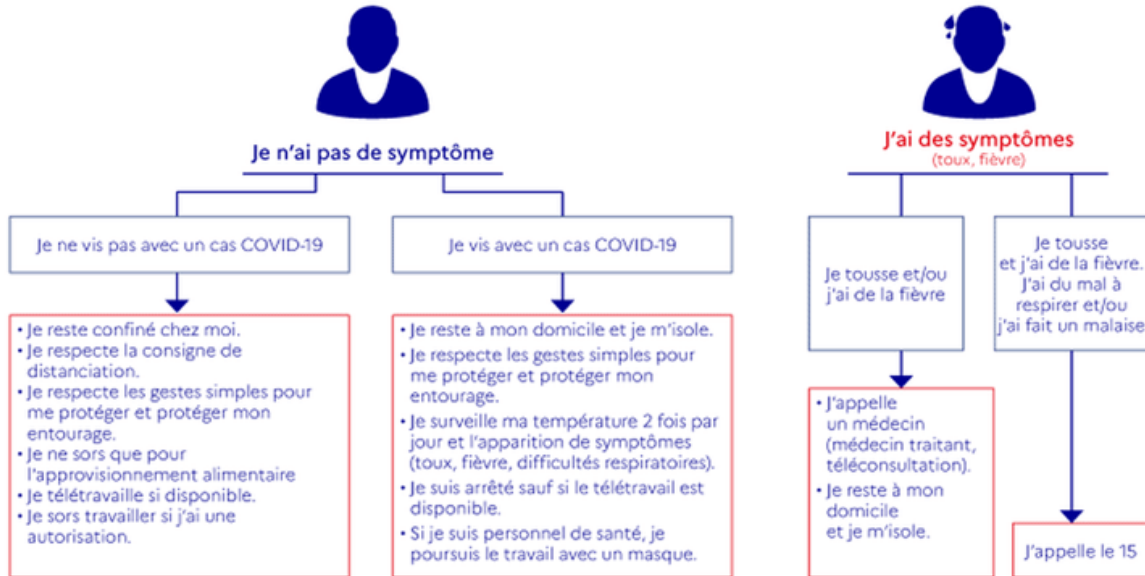 Je n'ai pas de symptôme
Je ne vis pas avec un cas COVID-19
• Je reste confiné chez moi.
• Je respecte la consigne de
distanciation.
• Je respecte les gestes simples pour
me protéger et protéger mon
entourage.
• Je ne sors que pour
l'approvisionnement alimentaire
• Je télétravaille si disponible.
• Je sors travailler si j'ai une
autorisation.
Je vis avec un cas COVID-19
• Je reste à mon domicile et je m'isole.
• Je respecte les gestes simples pour
me protéger et protéger mon
entourage.
• Je surveille ma température 2 fois par
jour et l'apparition de symptômes
(toux, fièvre, difficultés respiratoires).
• Je suis arrêté sauf si le télétravail est
disponible.
• Si je suis personnel de santé, je
poursuis le travail avec un masque.
J'ai des symptômes
(toux, fièvre)
Je tousse et/ou
j'ai de la fièvre
• J'appelle
un médecin
(médecin traitant,
téléconsultation).
• Je reste à mon
domicile
et je m'isole.
Je tousse
et j'ai de la fièvre.
J'ai du mal à
respirer et/ou
j'ai fait un malaise
J'appelle le 15